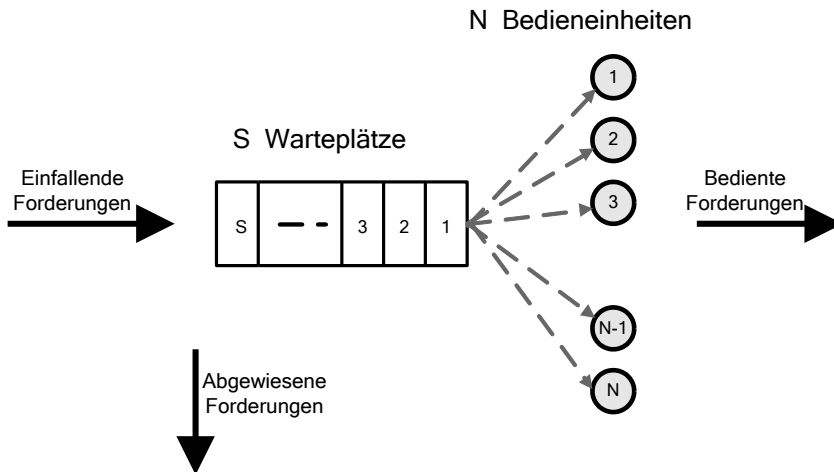 N Bedieneinheiten
1
S Warteplätze
2
Einfallende
Forderungen
Bediente
Forderungen
S
3
2
1
3
N-1
Abgewiesene
Forderungen
N